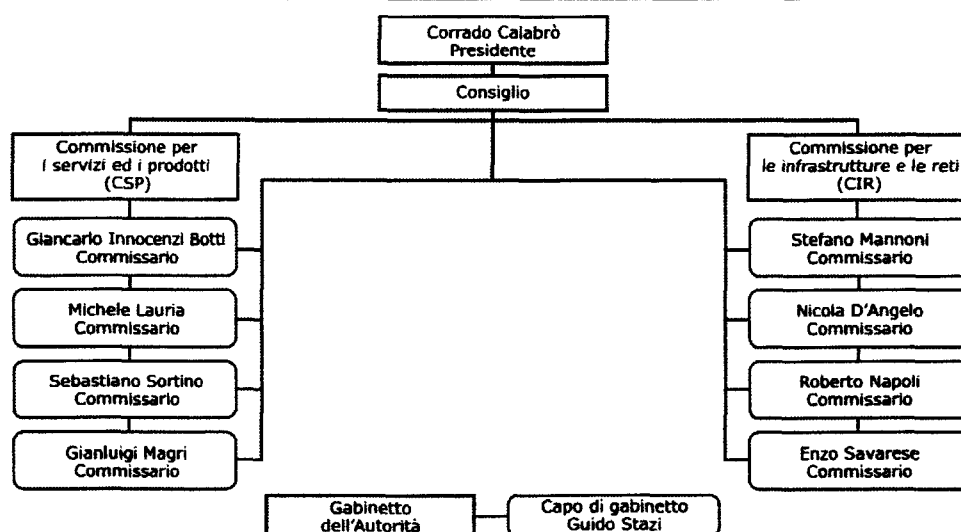 Corrado Calabrò
Presidente
Consiglio
Commissione per
i servizi ed i prodotti
(CSP)
Giancarlo Innocenzi Botti
Commissario
Michele Lauria
Commissario
Sebastiano Sortino
Commissario
Gianluigi Magri
Commissario
Commissione per
le infrastrutture e le reti
(CIR)
Stefano Mannoni
Commissario
Nicola D'Angelo
Commissario
Roberto Napoli
Commissario
Enzo Savarese
Commissario
Gabinetto
dell'Autorità
Capo di gabinetto
Guido Stazi